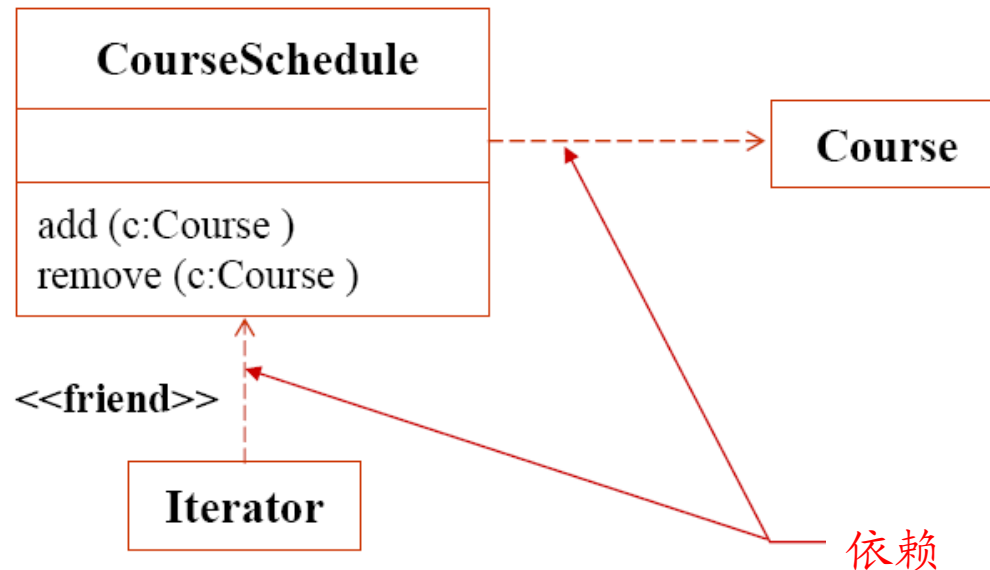 CourseSchedule
Course
add (c:Course )
remove (c:Course )
<<friend>>
Iterator
依赖